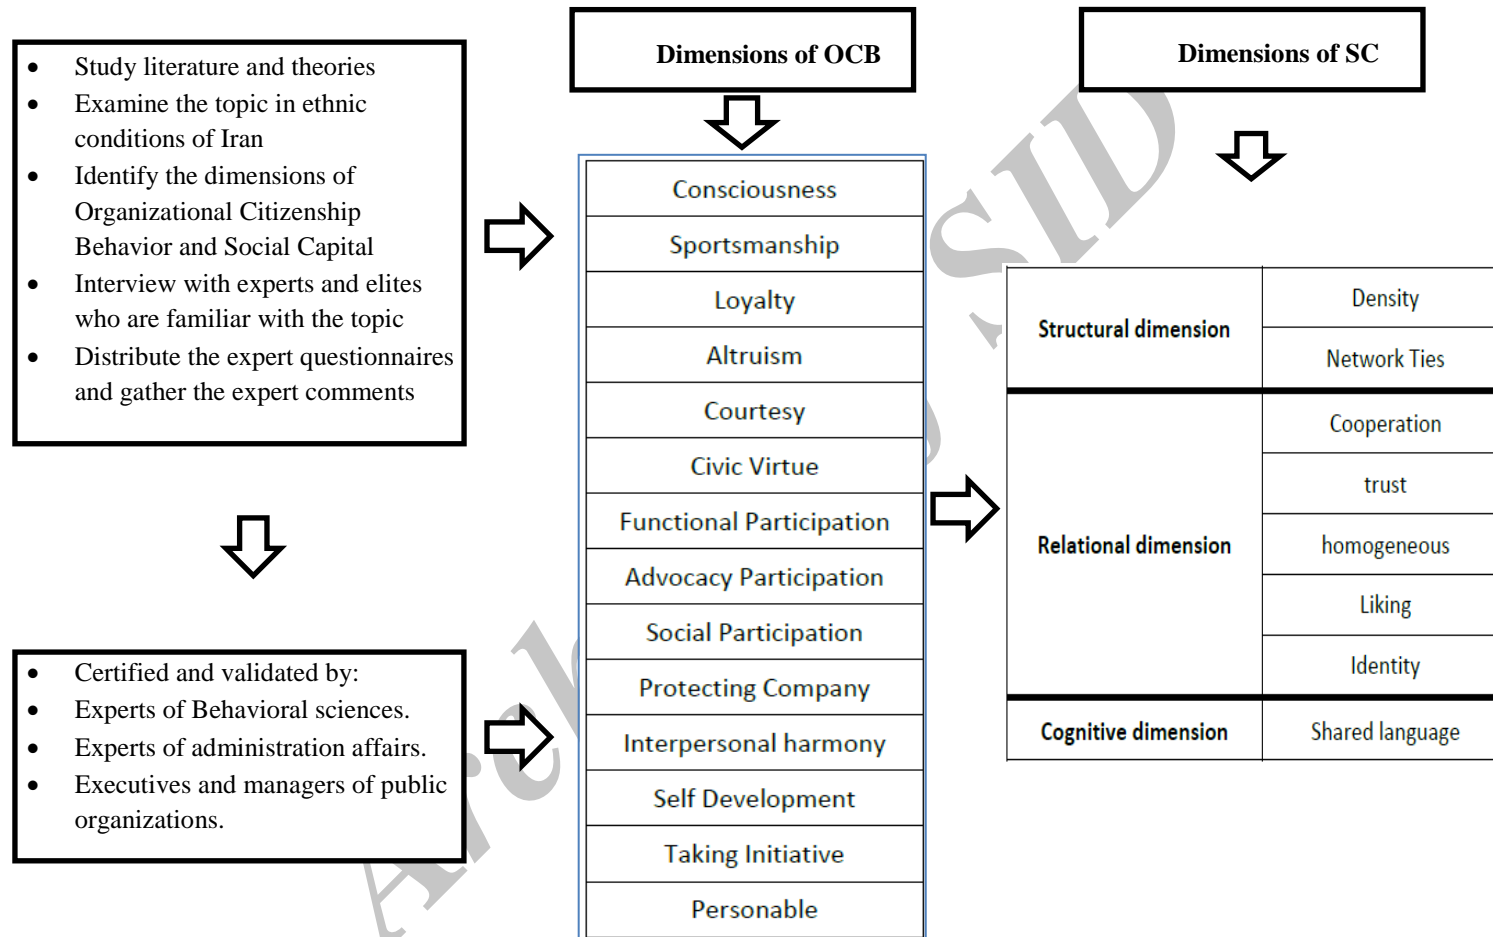 • Study literature and theories
• Examine the topic in ethnic
conditions of Iran
• Identify the dimensions of
Organizational Citizenship
Behavior and Social Capital
• Interview with experts and elites
who are familiar with the topic
• Distribute the expert questionnaires
and gather the expert comments
• Certified and validated by:
• Experts of Behavioral sciences.
• Experts of administration affairs.
• Executives and managers of public
organizations.
Dimensions of OCB
Consciousness
Sportsmanship
Loyalty
Altruism
Courtesy
Civic Virtue
Functional Participation
Advocacy Participation
Social Participation
Protecting Company
Interpersonal harmony
Self Development
Taking Initiative
Personable
Dimensions of SC
Structural dimension
Density
Network Ties
Relational dimension
Cooperation
trust
homogeneous
Liking
Identity
Cognitive dimension
Shared language
SID